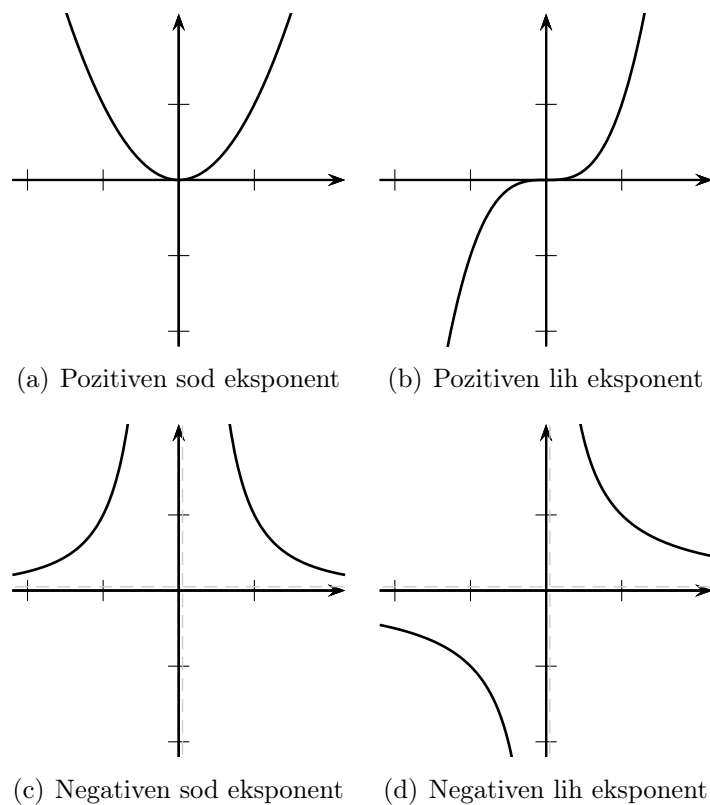 (a) Pozitiven sod eksponent
(b) Pozitiven lih eksponent
(c) Negativen sod eksponent
(d) Negativen lih eksponent